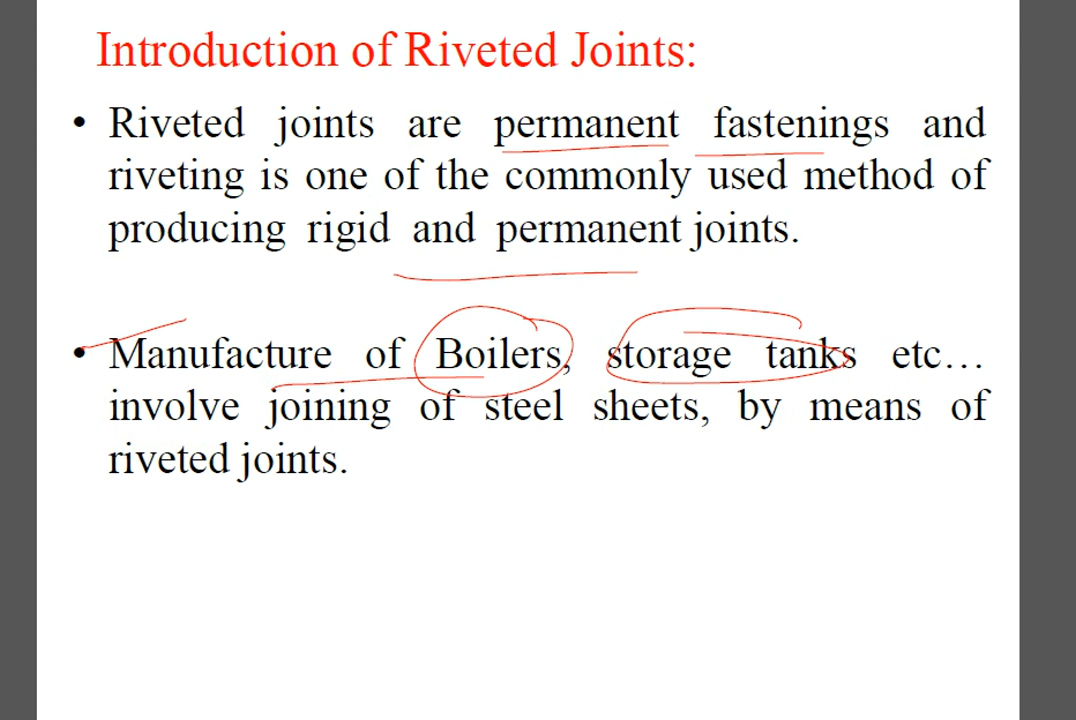 Introduction of Riveted Joints:
• Riveted joints are permanent fastenings and
riveting is one of the commonly used method of
producing rigid and permanent joints.
• Manufacture of Boilers, storage tanks etc…
involve joining of steel sheets, by means of
riveted joints.